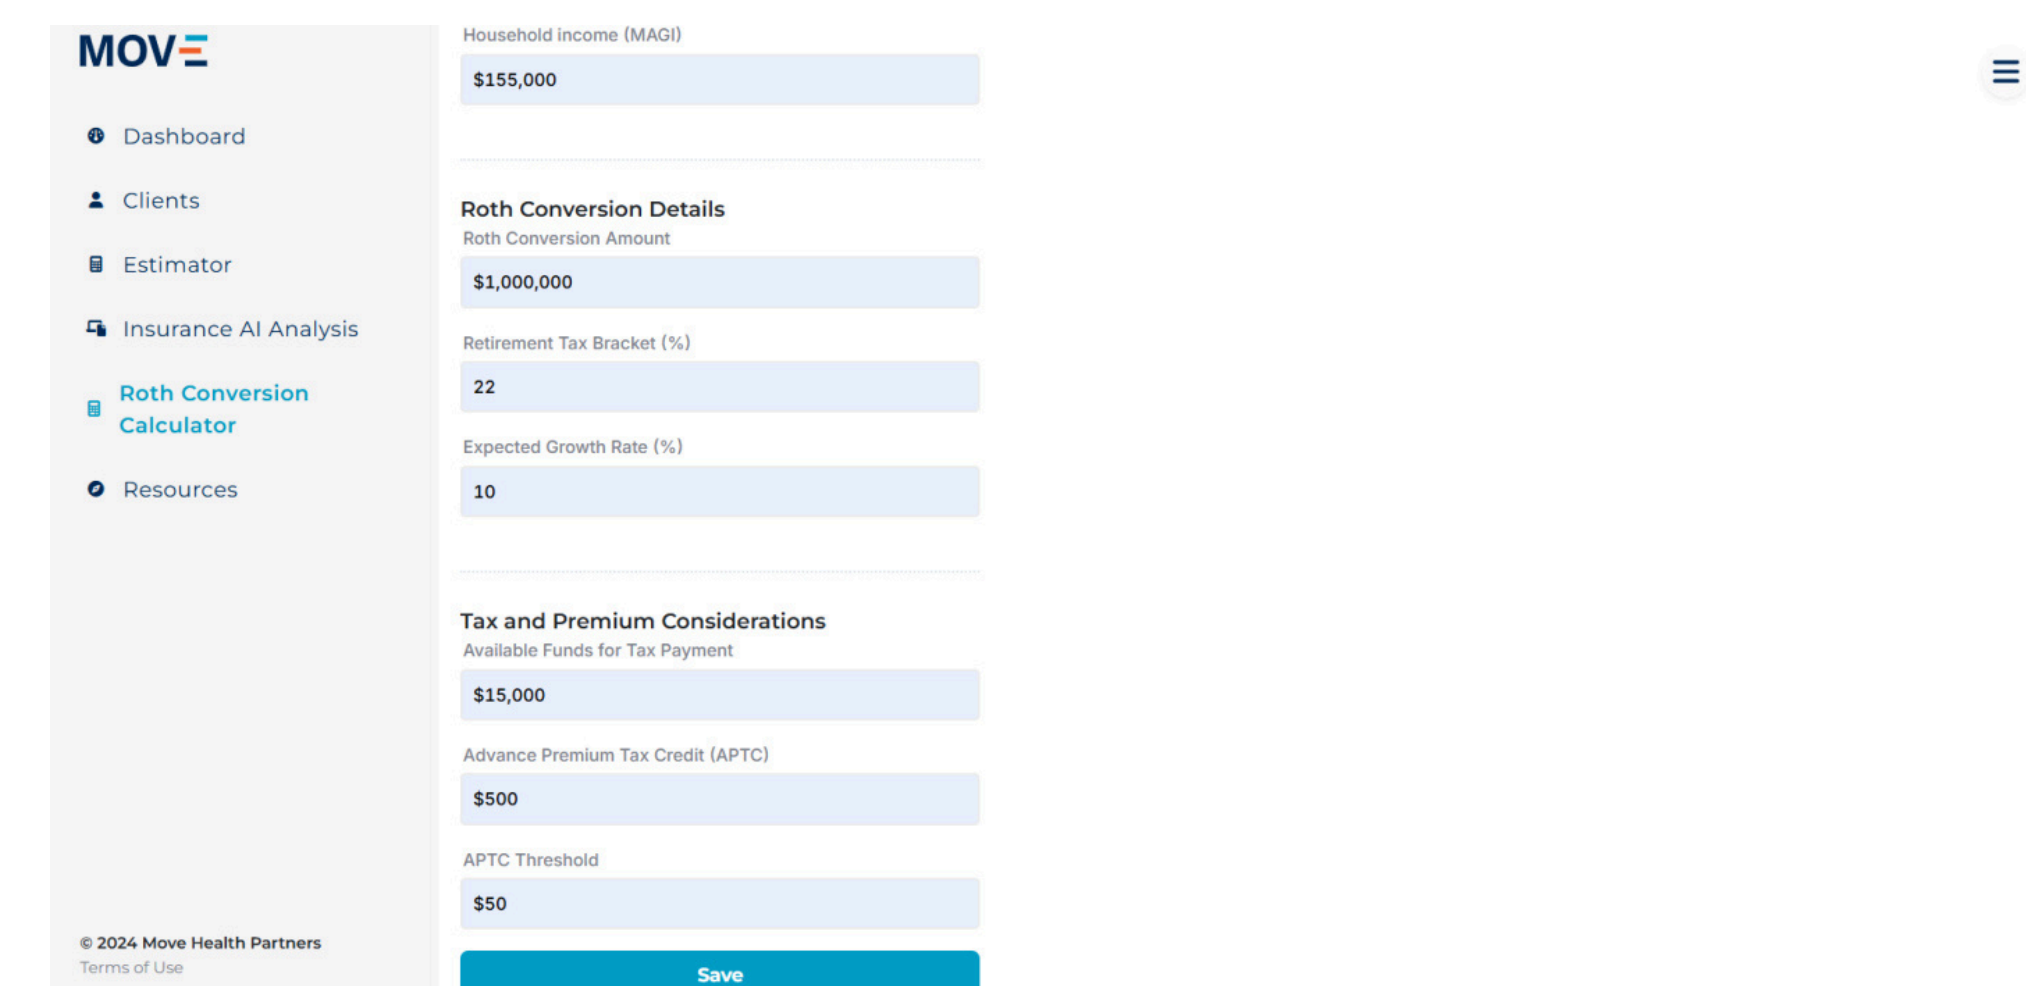 MOVE
Dashboard
Clients
Estimator
Insurance AI Analysis
Roth Conversion
Calculator
Resources
© 2024 Move Health Partners
Terms of Use
Household income (MAGI)
$155,000
Roth Conversion Details
Roth Conversion Amount
$1,000,000
Retirement Tax Bracket (%)
22
Expected Growth Rate (%)
10
Tax and Premium Considerations
Available Funds for Tax Payment
$15,000
Advance Premium Tax Credit (APTC)
$500
APTC Threshold
$50
Save